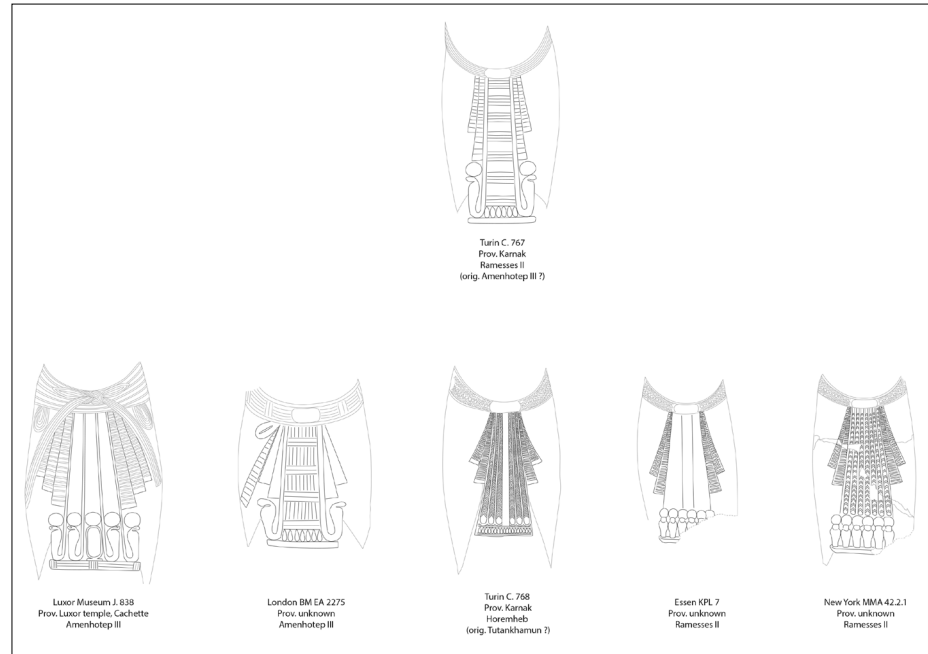 Turin C. 767
Prov. Karnak
Ramesses II
(orig. Amenhotep III ?)
Luxor Museum J. 838
Prov. Luxor temple, Cachette
Amenhotep III
London BM EA 2275
Prov. unknown
Amenhotep III
Turin C. 768
Prov. Karnak
Horemheb
(orig. Tutankhamun ?)
Essen KPL 7
Prov. unknown
Ramesses II
New York MMA 42.2.1
Prov. unknown
Ramesses II